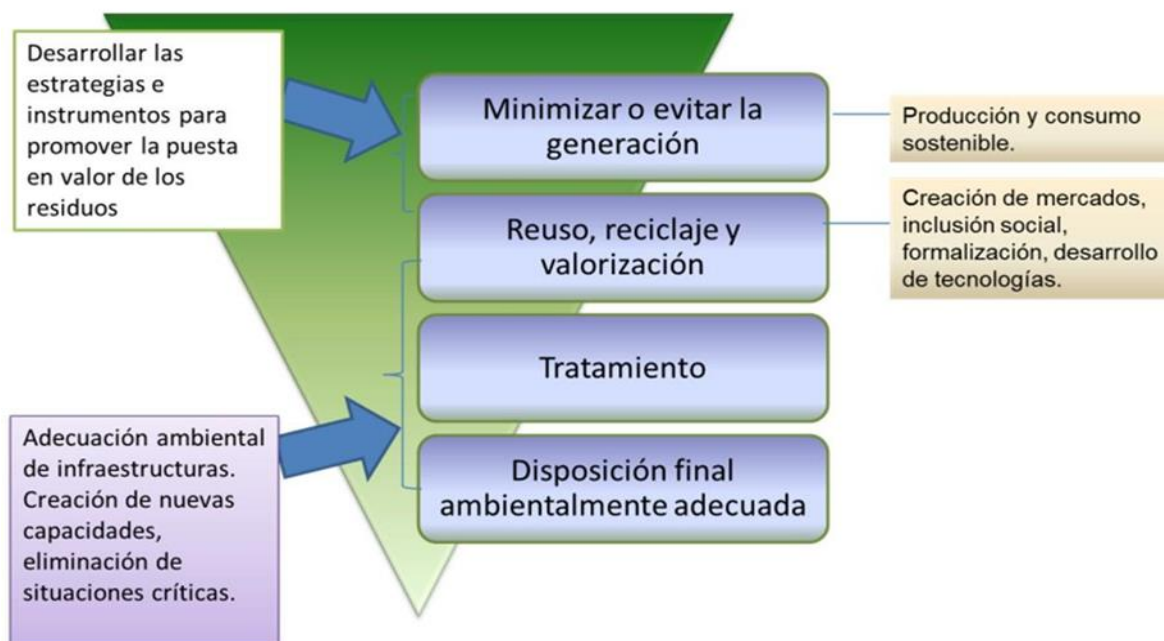 Desarrollar las
estrategias e
instrumentos para
promover la puesta
en valor de los
residuos
Minimizar o evitar la
generación
Producción y consumo
sostenible.
Reuso, reciclaje y
valorización
Creación de mercados,
inclusión social,
formalización, desarrollo
de tecnologías.
Tratamiento
Adecuación ambiental
de infraestructuras.
Creación de nuevas
capacidades,
eliminación de
situaciones críticas.
Disposición final
ambientalmente adecuada